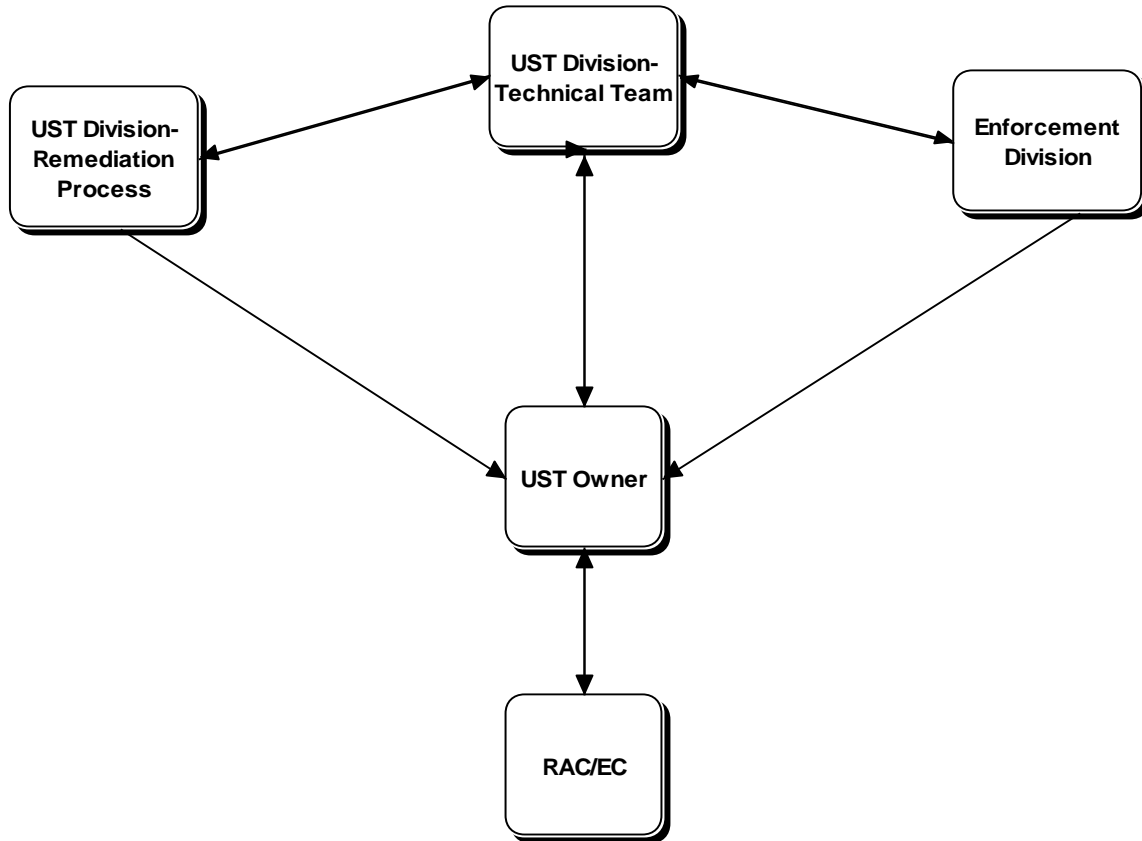 UST Division-
Technical Team
UST Division-
Remediation
Process
Enforcement
Division
UST Owner
RAC/EC